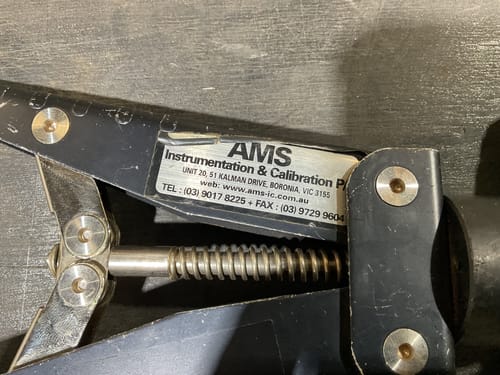 AMS
Instrumentation & Calibration P
UNIT 20, 51 KALMAN DRIVE, BORONIA, VIC 3155
web: www.ams-ic.com.au
TEL : (03) 9017 8225 + FAX : (03) 9729 9604